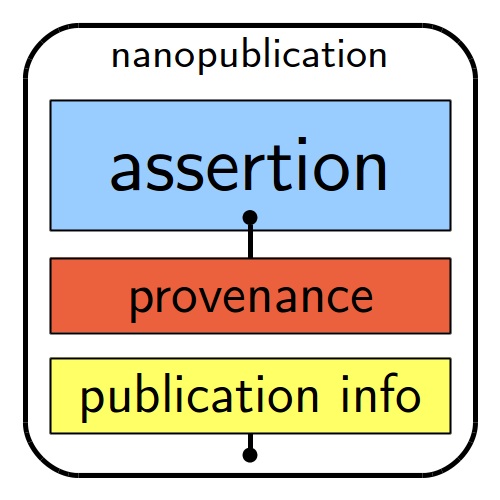 nanopublication
assertion
provenance
publication info